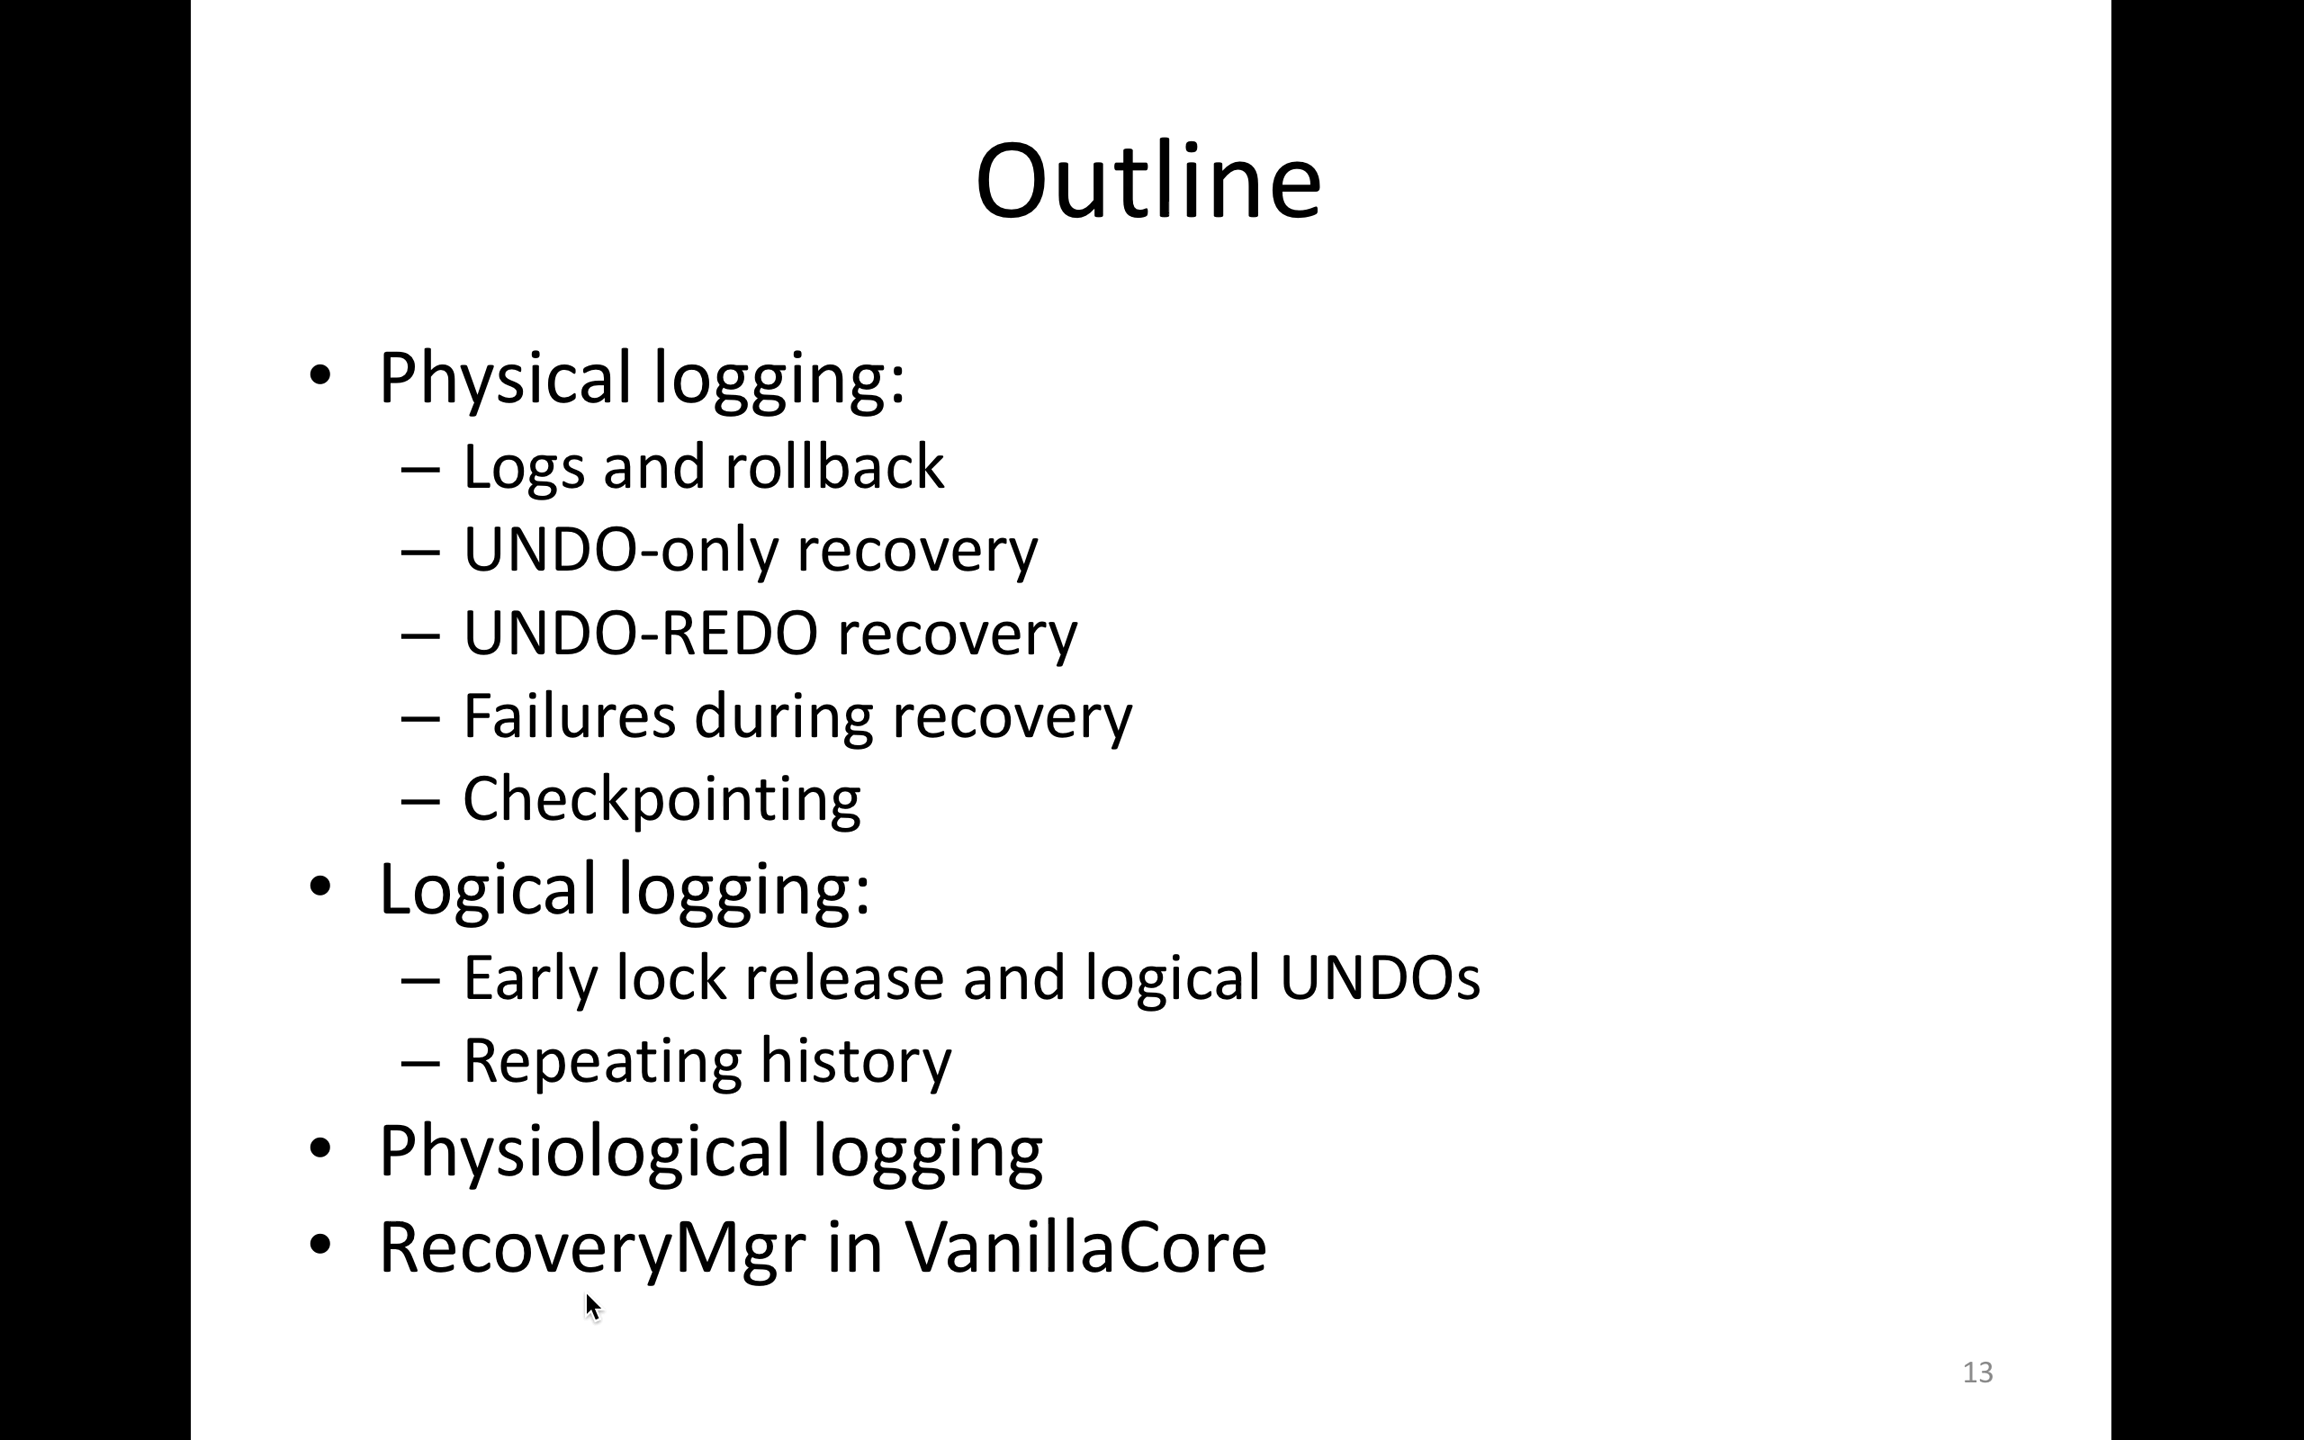 Outline
• Physical logging:
– Logs and rollback
– UNDO-only recovery
– UNDO-REDO recovery
– Failures during recovery
– Checkpointing
• Logical logging:
– Early lock release and logical UNDOs
– Repeating history
• Physiological logging
• RecoveryMgr in VanillaCore
13